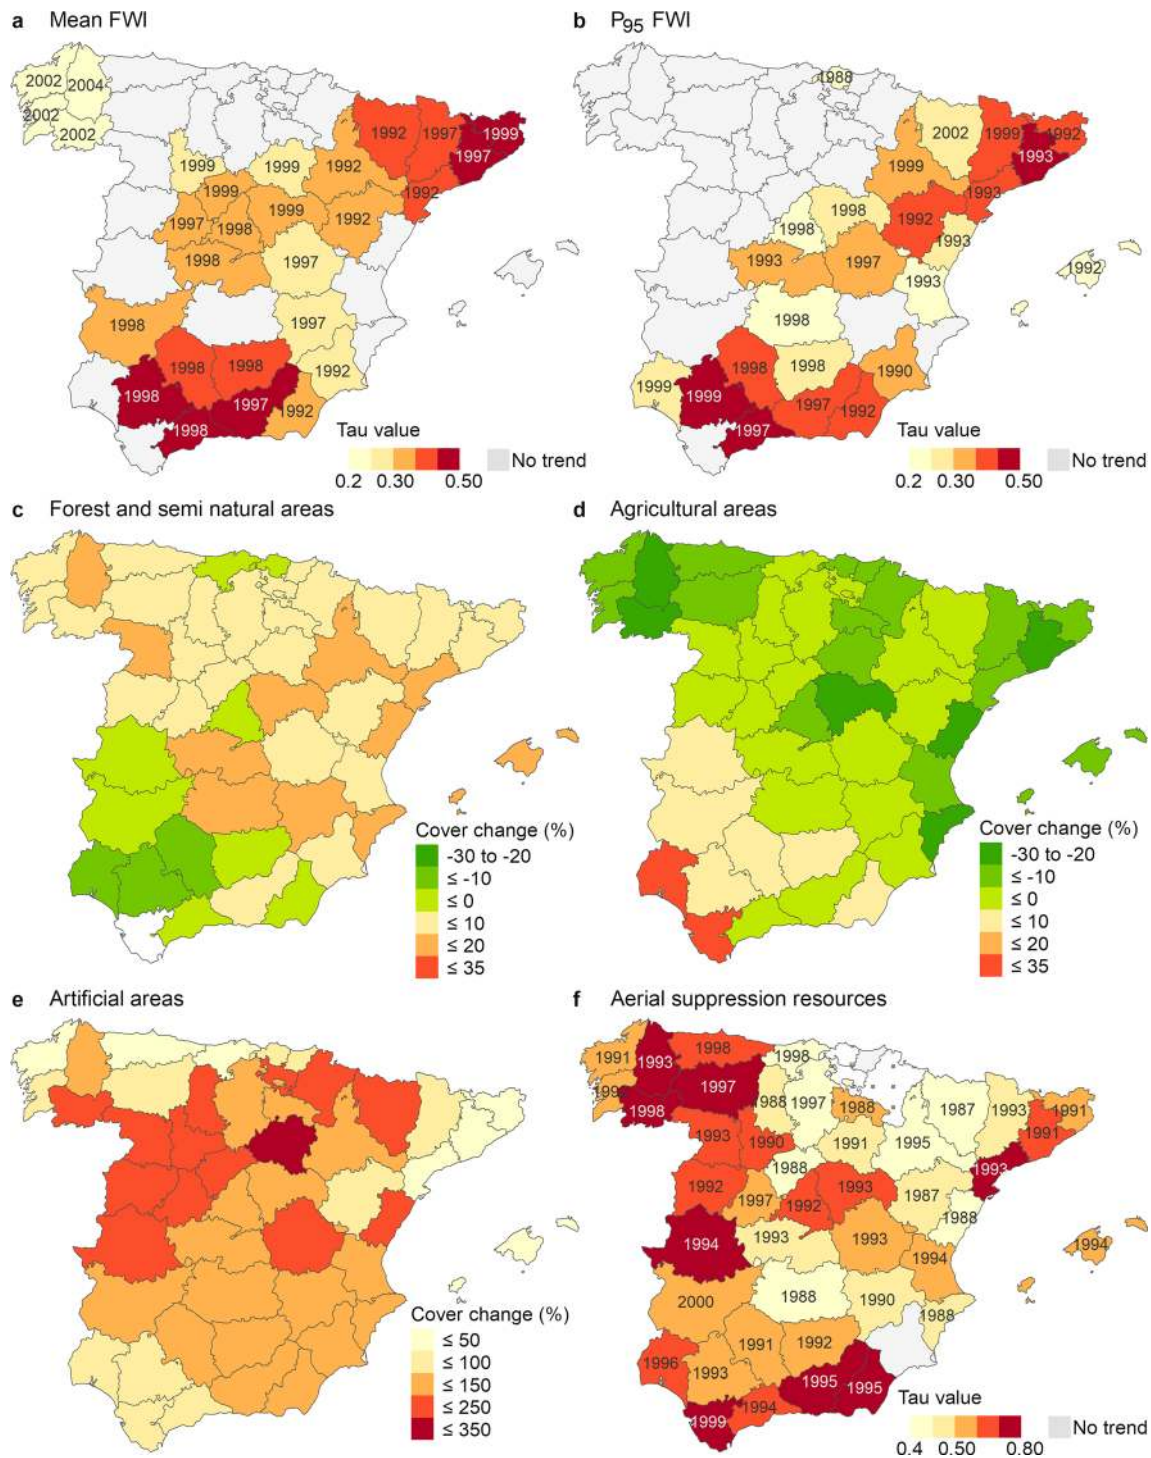 a Mean FWI
2002 2004
2002
2002
1992 1997 1999
1997
1999 1999 1992
1999
1992
1997 1998 1999 1992
1998 1997
1998 1997
1998 1998 1992
1998 1997 1992
1998
Tau value
0.2 0.30 0.50
No trend
b P95 FWI
1988
2002 1999 1992
1993
1999
1993
1998 1998 1992
1993
1993 1997 1993 1992
1998
1998 1998 1990
1999 1999 1997 1992
1997
Tau value
0.2 0.30 0.50
No trend
c Forest and semi natural areas
Cover change (%)
-30 to -20
≤ -10
≤ 0
≤ 10
≤ 20
≤ 35
d Agricultural areas
Cover change (%)
-30 to -20
≤ -10
≤ 0
≤ 10
≤ 20
≤ 35
e Artificial areas
Cover change (%)
≤ 50
≤ 100
≤ 150
≤ 250
≤ 350
f Aerial suppression resources
1991 1993 1998 1998
1997
1998 1988 1997 1988 1987 1993 1991
1991
1993 1990 1991 1995
1988 1993
1992 1997 1992 1993 1987
1988
1994 1993 1993 1994 1994
2000 1988 1990
1988
1991 1992
1996 1993 1995 1995
1999 1994
Tau value
0.4 0.50 0.80
No trend